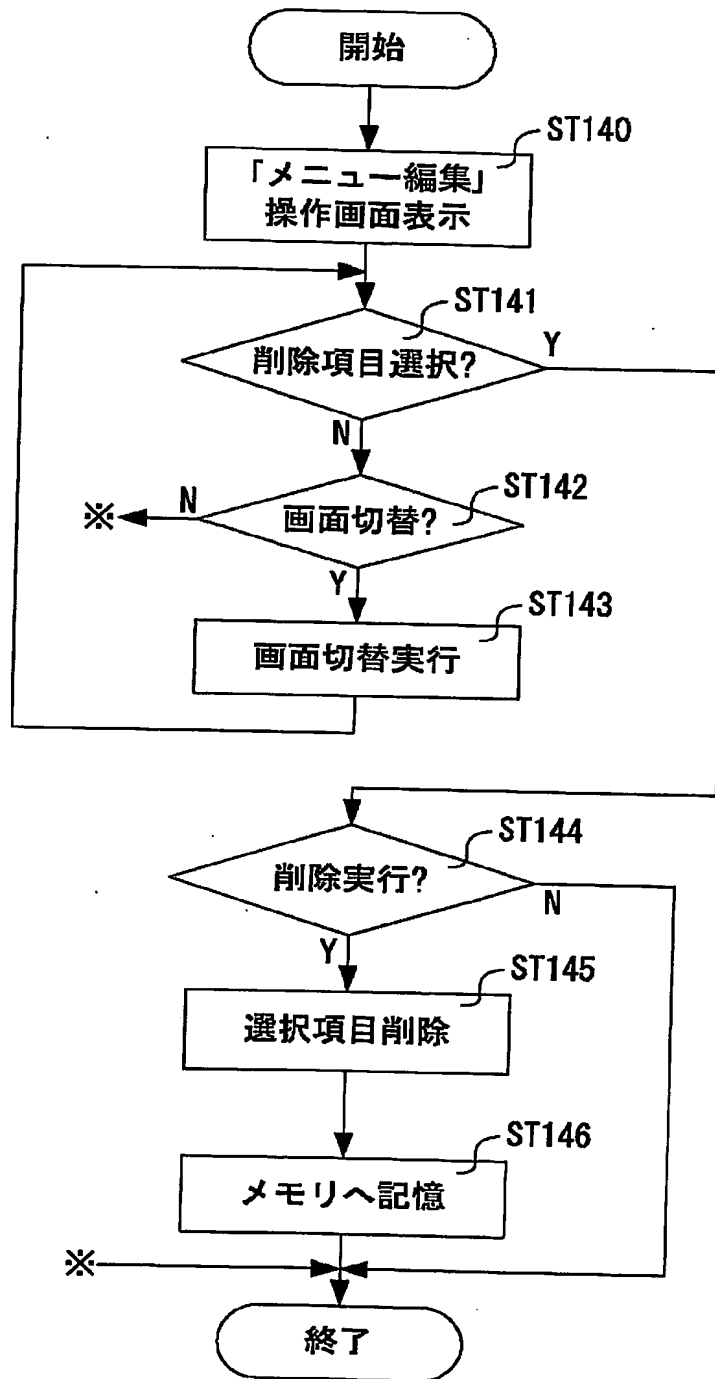 開始
ST140
「メニュー編集」
操作画面表示
ST141
削除項目選択?
Y
N
ST142
画面切替?
N
※
Y
ST143
画面切替実行
ST144
削除実行?
N
Y
ST145
選択項目削除
ST146
メモリへ記憶
※
終了